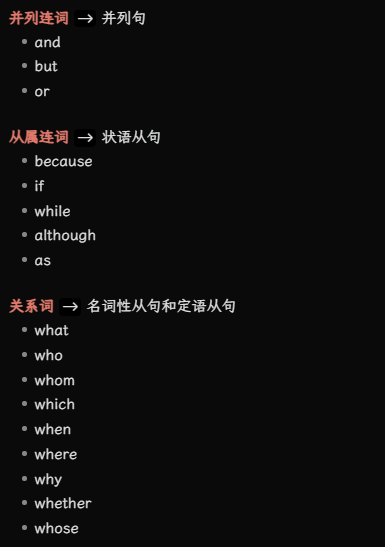 并列连词 → 并列句
and
but
or
从属连词 → 状语从句
because
if
while
although
as
关系词 → 名词性从句和定语从句
what
who
whom
which
when
where
why
whether
whose